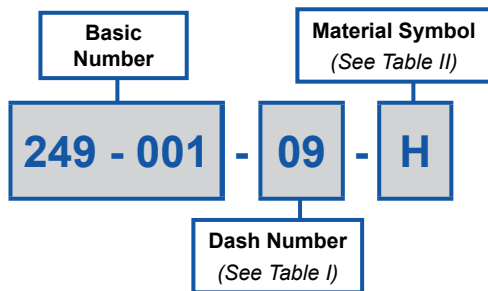 Basic
Number
Material Symbol
(See Table II)
249 - 001 - 09 - H
Dash Number
(See Table I)